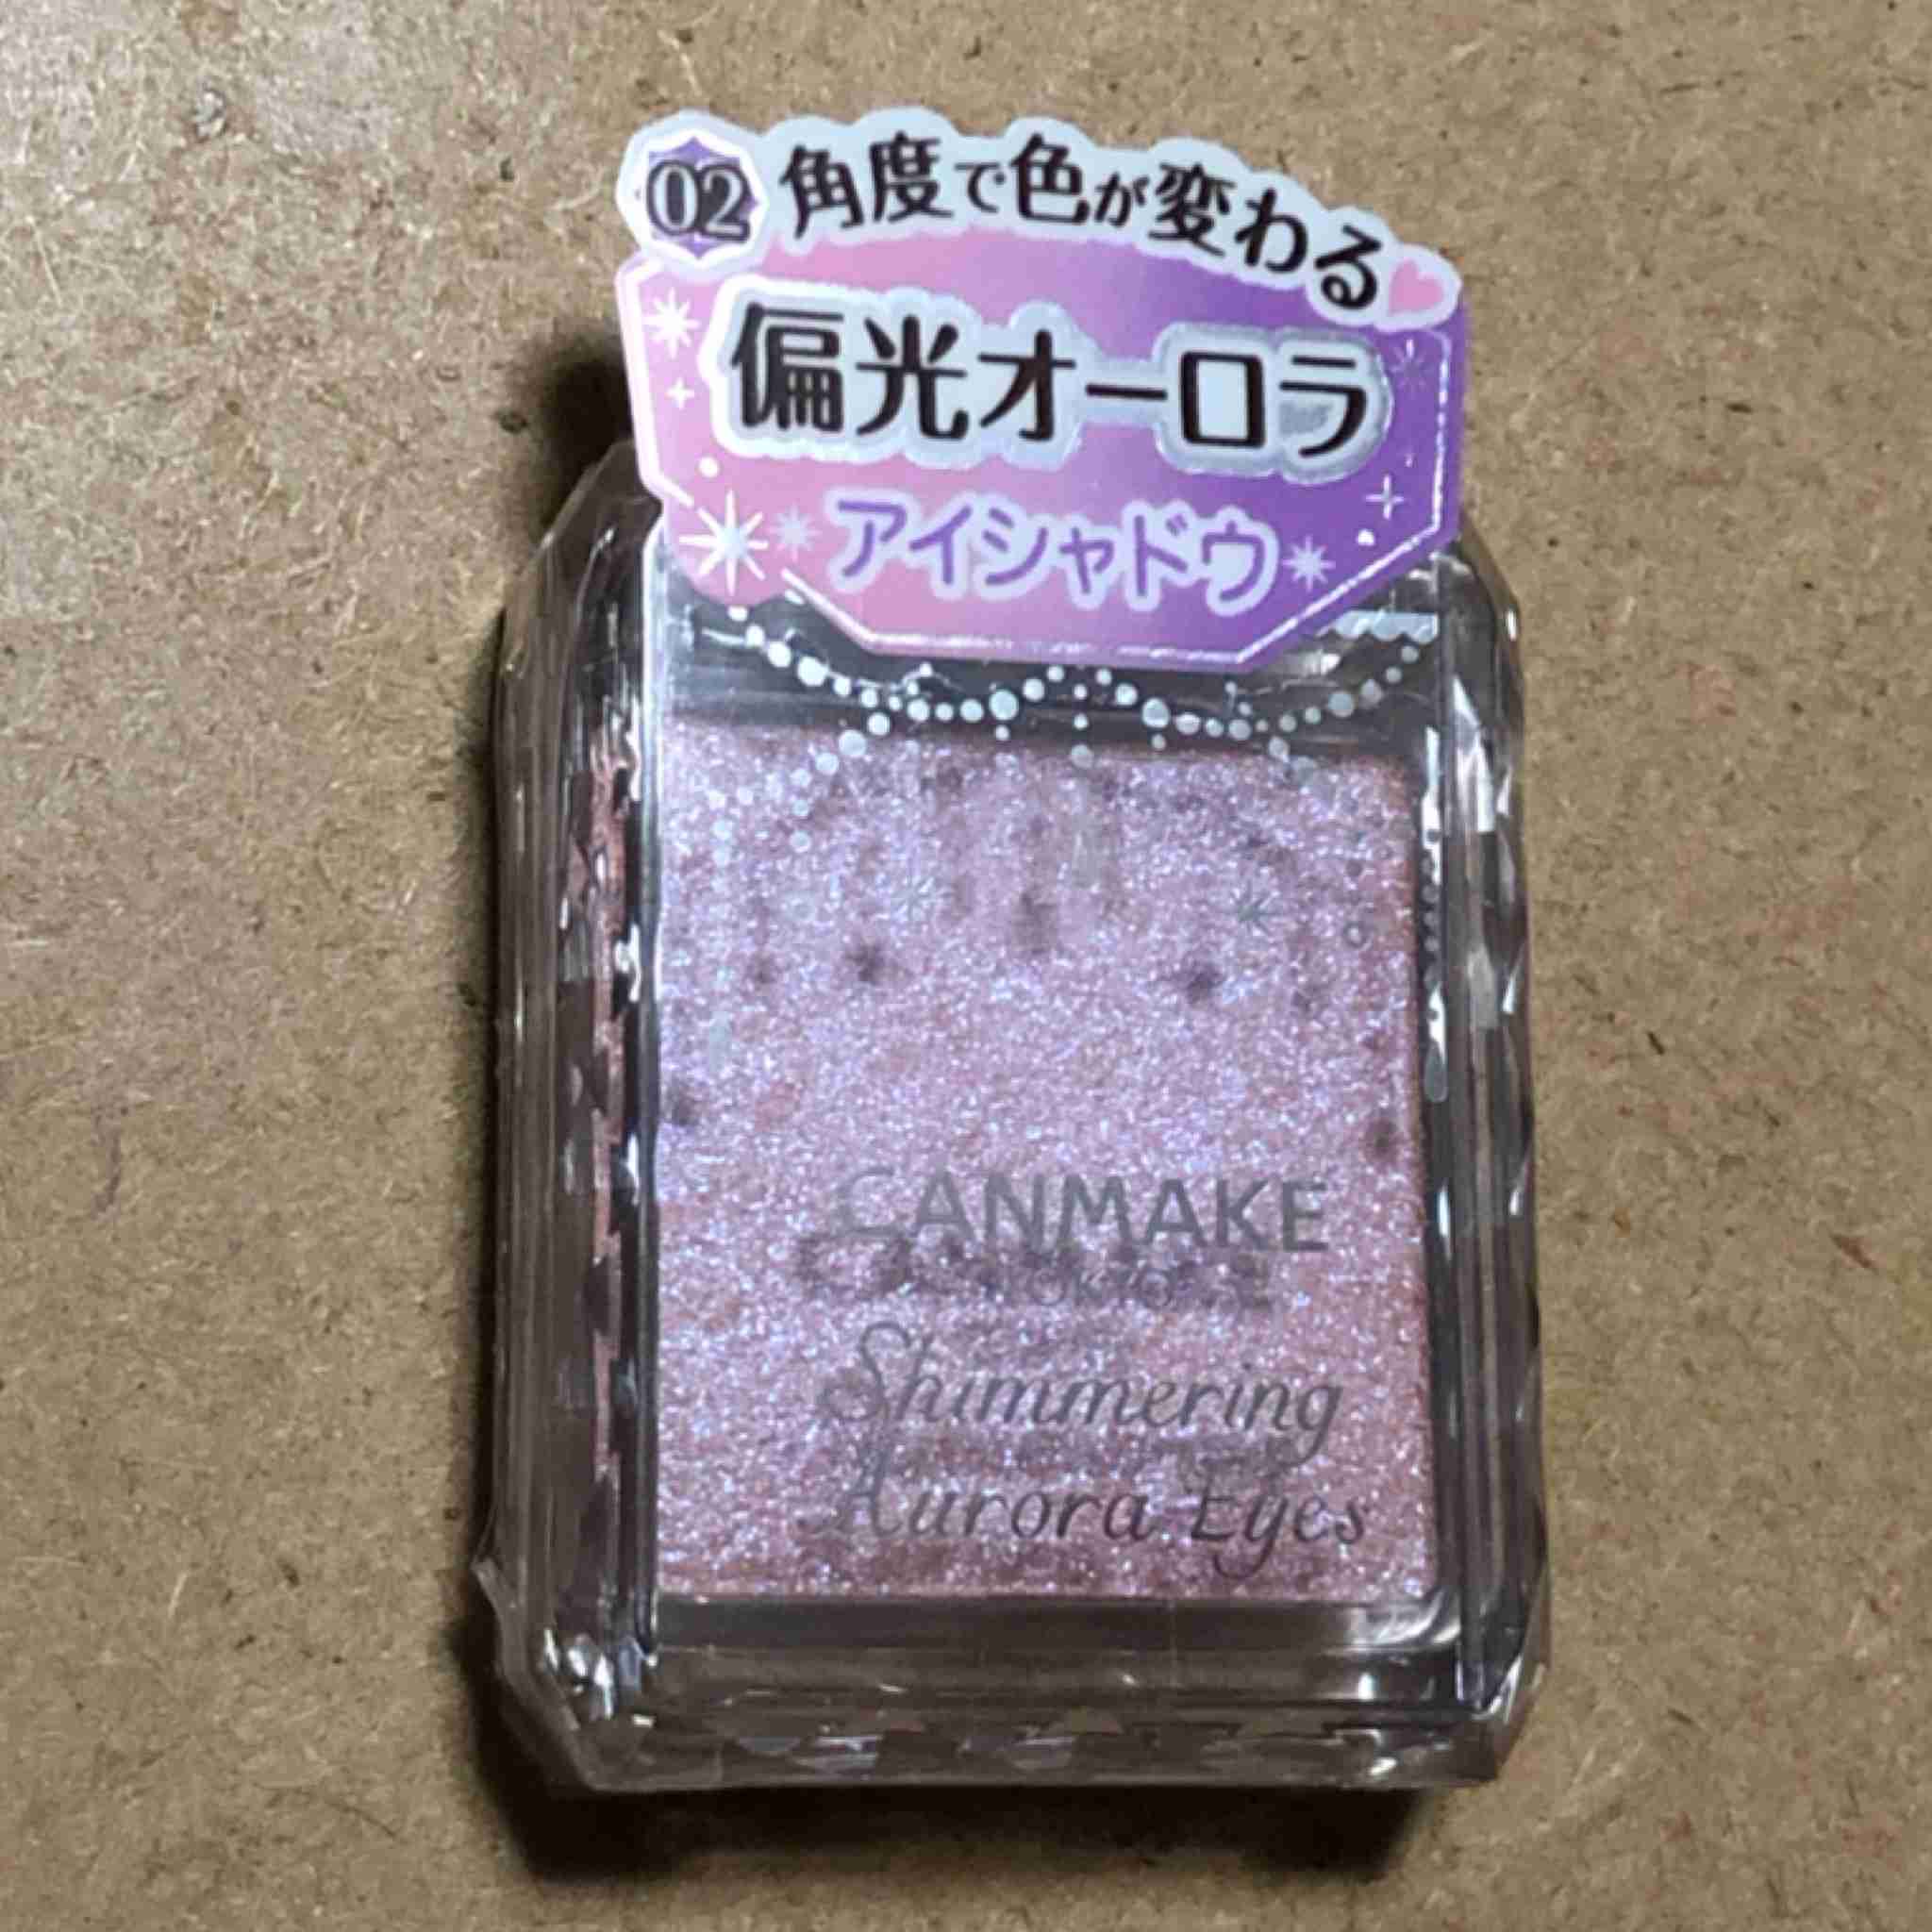 02 角度で色が変わる
偏光オーロラ
アイシャドウ
CANMAKE
TOKYO
Shimmering
Aurora Eyes